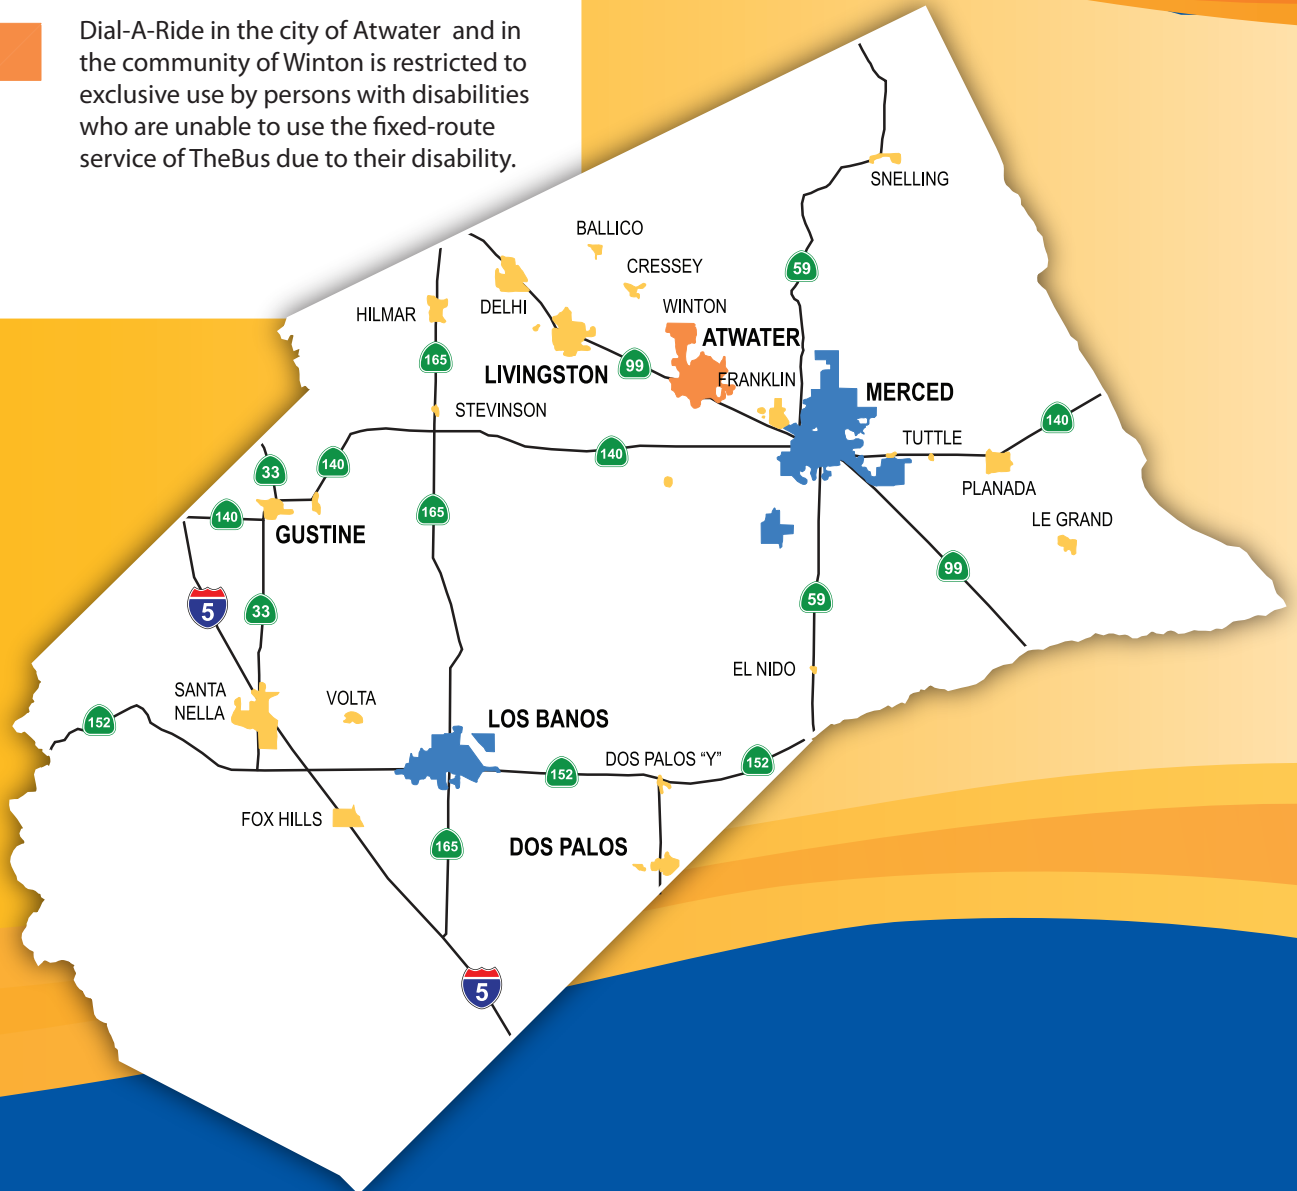 Dial-A-Ride in the city of Atwater and in
the community of Winton is restricted to
exclusive use by persons with disabilities
who are unable to use the fixed-route
service of TheBus due to their disability.
SNELLING
BALLICO
59
CRESSEY
HILMAR
DELHI
WINTON
ATWATER
165
LIVINGSTON
99
FRANKLIN
MERCED
STEVINSON
140
TUTTLE
33
140
140
PLANADA
140
165
LE GRAND
GUSTINE
99
5
33
59
EL NIDO
SANTA
NELLA
VOLTA
152
LOS BANOS
DOS PALOS “Y”
152
152
FOX HILLS
165
DOS PALOS
5